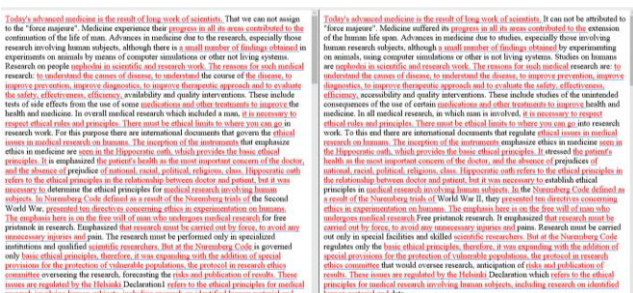 Today's advanced medicine is the result of long work of scientists. That we can not assign
to the "force majeure". Medicine experience their progress in all its areas contributed to the
continuation of the life of man. Advances in medicine due to the research, especially those
research involving human subjects, although there is a small number of findings obtained in
experiments on animals by means of computer simulations or other not living systems.
Research on people nephodni in scientific and research work. The reasons for such medical
research: to understand the causes of disease, to understand the course of the disease, to
improve prevention, improve diagnostics, to improve therapeutic approach and to evaluate
the safety, effectiveness, efficiency, availability and quality interventions. These include
tests of side effects from the use of some medications and other treatments to improve the
health and medicine. In overall medical research which included a man, it is necessary to
respect ethical rules and principles. There must be ethical limits to where you can go in
research work. For this purpose there are international documents that govern the ethical
issues in medical research on humans. The inception of the instruments that emphasize
ethics in medicine are seen in the Hippocratic oath, which provides the basic ethical
principles. It is emphasized the patient's health as the most important concern of the doctor,
and the absence of prejudice of national, racial, political, religious, class. Hippocratic oath
refers to the ethical principles in the relationship between doctor and patient, but it was
necessary to determine the ethical principles for medical research involving human
subjects. In Nuremberg Code defined as a result of the Nuremberg trials of the Second
World War, presented ten directives concerning ethics in experimentation on humans.
The emphasis here is on the free will of man who undergoes medical research for free
pristanok in research. Emphasized that research must be carried out by force, to avoid any
unnecessary injuries and pain. The research must be performed only in specialized
institutions and qualified scientific researchers. But at the Nuremberg Code is governed
only basic ethical principles, therefore, it was expanding with the addition of special
provisions for the protection of vulnerable populations, the protocol in research ethics
committee overseeing the research, forecasting the risks and publication of results. These
issues are regulated by the Helsinki Declaration1 refers to the ethical principles for medical
Today's advanced medicine is the result of long work of scientists. It can not be attributed to
"force majeure". Medicine suffered its progress in all its areas contributed to the extension
of the human life span. Advances in medicine due to studies, especially those involving
human research subjects, although a small number of findings obtained by experimenting
on animals, using computer simulations or other not living systems. Studies on humans
are nephodni in scientific and research work. The reasons for such medical research are: to
understand the causes of disease, to understand the disease, to improve prevention, improve
diagnostics, to improve therapeutic approach and to evaluate the safety, effectiveness,
efficiency, accessibility and quality interventions. These include studies of the unintended
consequences of the use of certain medications and other treatments to improve health and
medicine. In all medical research, in which man is involved, it is necessary to respect
ethical rules and principles. There must be ethical limits to where you can go into research
work. To this end there are international documents that regulate ethical issues in medical
research on humans. The inception of the instruments emphasize ethics in medicine seen in
the Hippocratic oath, which provides the basic ethical principles. It stressed the patient's
health as the most important concern of the doctor, and the absence of prejudices of
national, racial, political, religious, class. Hippocratic oath refers to the ethical principles in
the relationship between doctor and patient, but it was necessary to establish ethical
principles in medical research involving human subjects. In the Nuremberg Code defined as
a result of the Nuremberg trials of World War II, they presented ten directives concerning
ethics in experimentation on humans. The emphasis here is on the free will of man who
undergoes medical research Free pristanok research. It emphasized that research must be
carried out by force, to avoid any unnecessary injuries and pains. Research must be carried
out only in special facilities and skilled scientific researchers. But at the Nuremberg Code
regulates only the basic ethical principles, therefore, it was expanding with the addition of
special provisions for the protection of vulnerable populations, the protocol in research
ethics committee that would oversee research, anticipation of risks and publication of
results. These issues are regulated by the Helsinki Declaration which refers to the ethical
principles for medical research involving human subjects, including research on identified